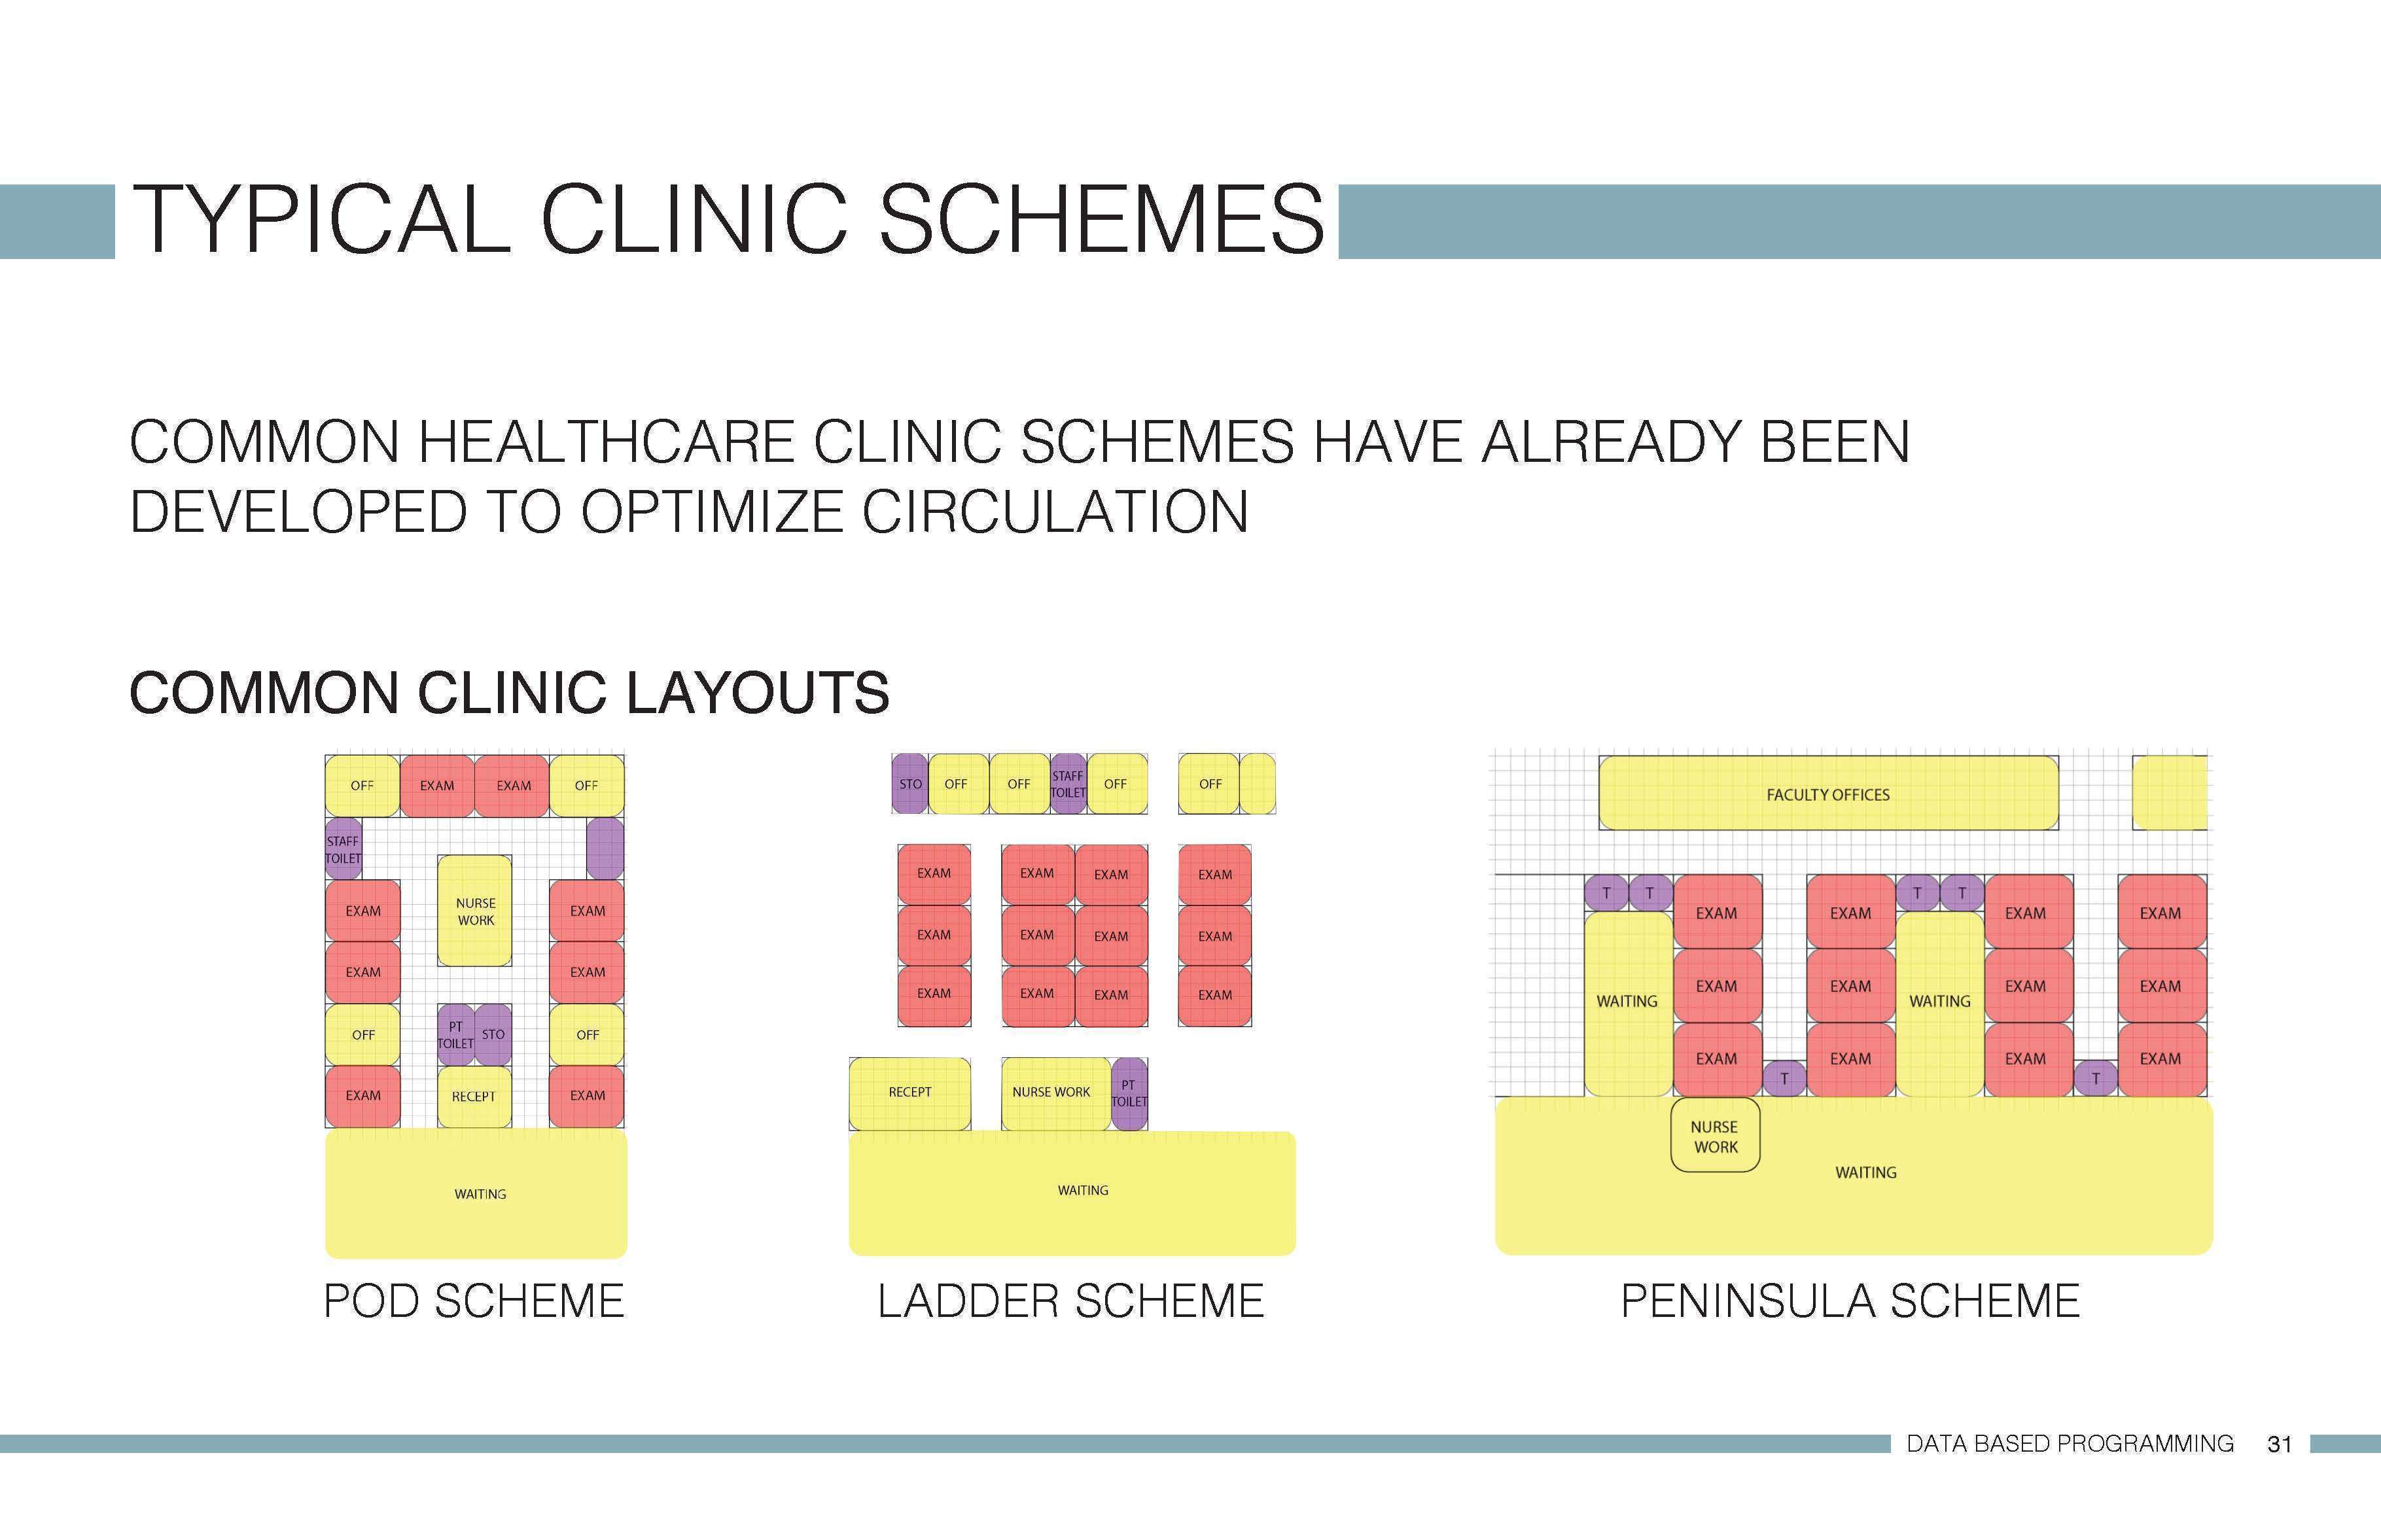 TYPICAL CLINIC SCHEMES
COMMON HEALTHCARE CLINIC SCHEMES HAVE ALREADY BEEN
DEVELOPED TO OPTIMIZE CIRCULATION
COMMON CLINIC LAYOUTS
OFF EXAM EXAM OFF
STAFF
TOILET
NURSE
WORK
EXAM EXAM
EXAM EXAM
OFF PT
TOILET STO OFF
EXAM RECEPT EXAM
WAITING
POD SCHEME
STO OFF OFF STAFF
TOILET OFF OFF
EXAM EXAM EXAM EXAM
EXAM EXAM EXAM EXAM
EXAM EXAM EXAM EXAM
RECEPT NURSE WORK PT
TOILET
WAITING
LADDER SCHEME
FACULTY OFFICES
T T T T
EXAM EXAM EXAM EXAM
EXAM EXAM EXAM EXAM
WAITING WAITING
EXAM EXAM EXAM EXAM
T T
NURSE
WORK
WAITING
PENINSULA SCHEME
DATA BASED PROGRAMMING 31